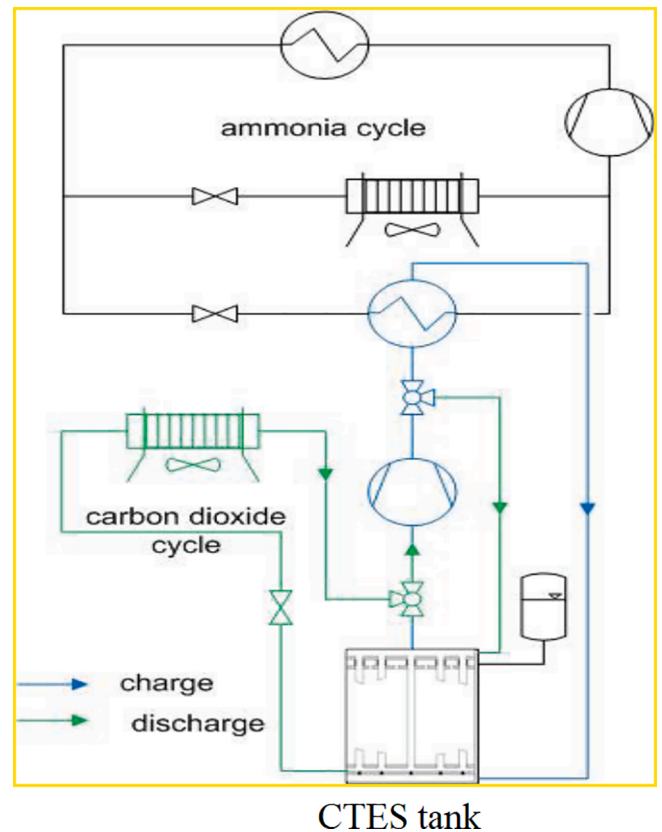 ammonia cycle
carbon dioxide
cycle
charge
discharge
CTES tank